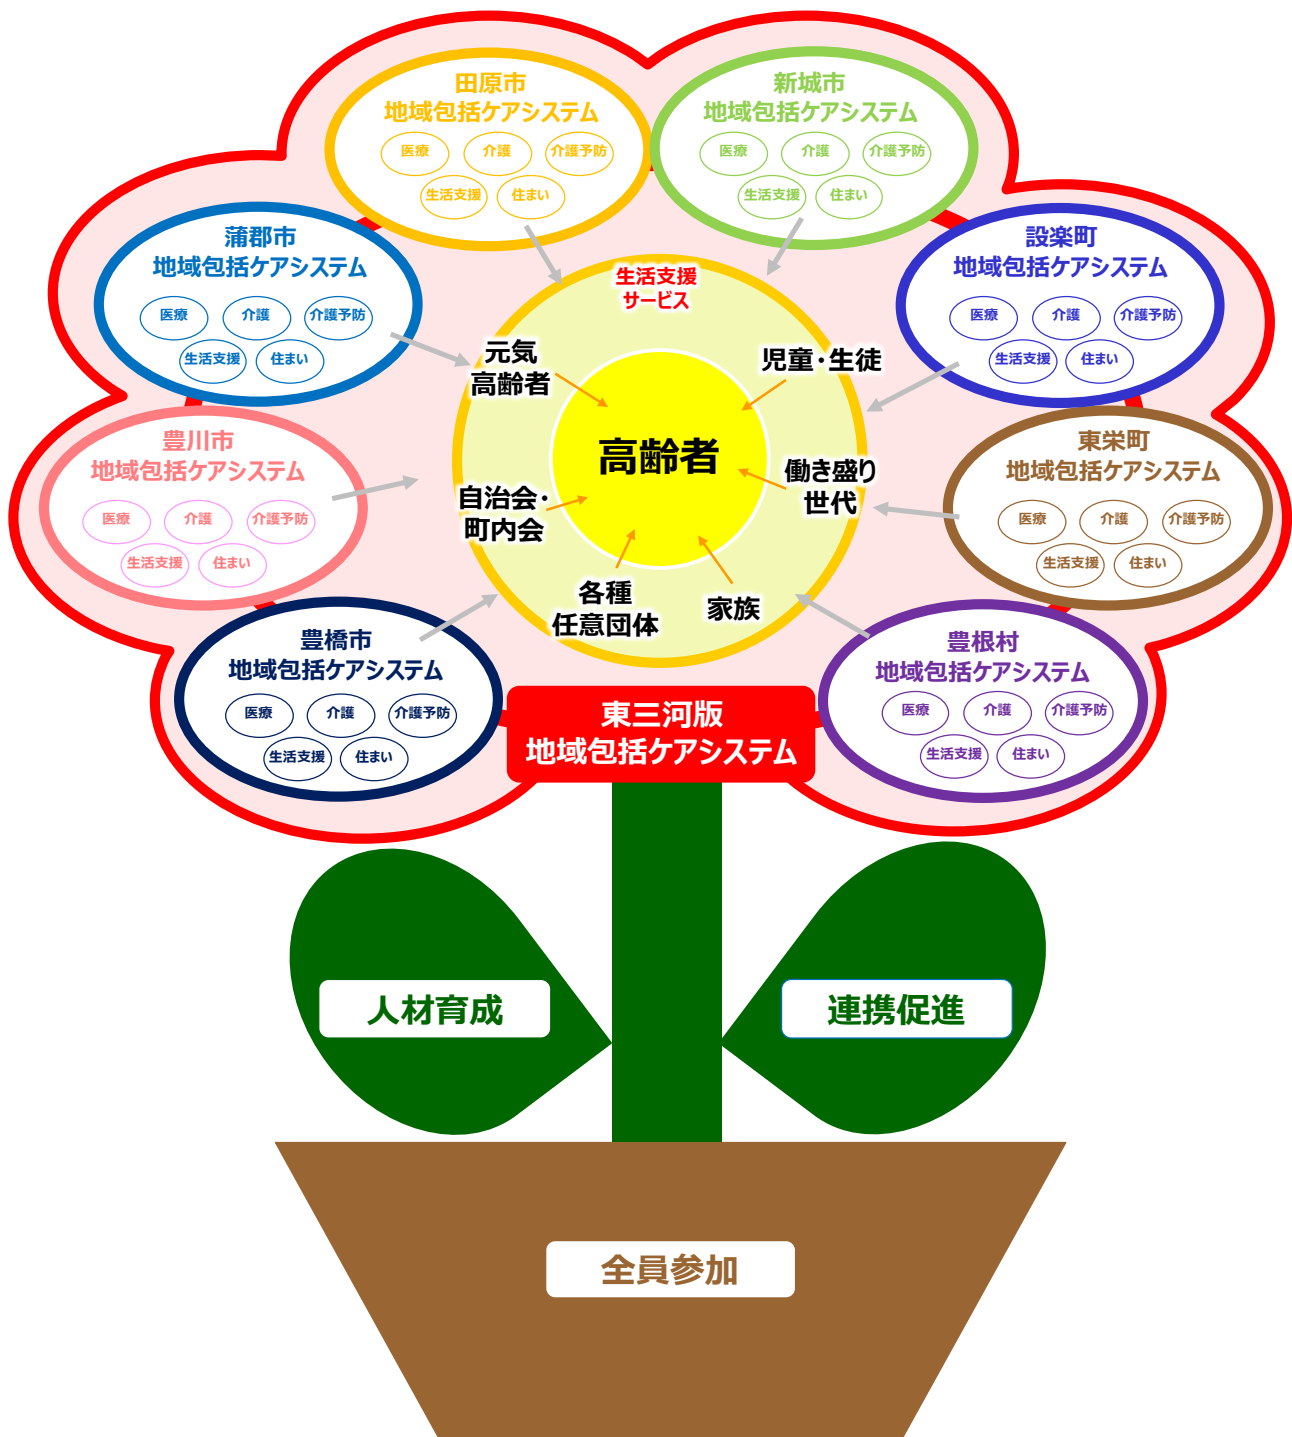 田原市
地域包括ケアシステム
医療
介護
介護予防
生活支援
住まい
新城市
地域包括ケアシステム
医療
介護
介護予防
生活支援
住まい
蒲郡市
地域包括ケアシステム
医療
介護
介護予防
生活支援
住まい
設楽町
地域包括ケアシステム
医療
介護
介護予防
生活支援
住まい
生活支援
サービス
元気
高齢者
児童・生徒
高齢者
働き盛り
世代
自治会・
町内会
各種
任意団体
家族
豊川市
地域包括ケアシステム
医療
介護
介護予防
生活支援
住まい
東栄町
地域包括ケアシステム
医療
介護
介護予防
生活支援
住まい
豊橋市
地域包括ケアシステム
医療
介護
介護予防
生活支援
住まい
豊根村
地域包括ケアシステム
医療
介護
介護予防
生活支援
住まい
東三河版
地域包括ケアシステム
人材育成
連携促進
全員参加